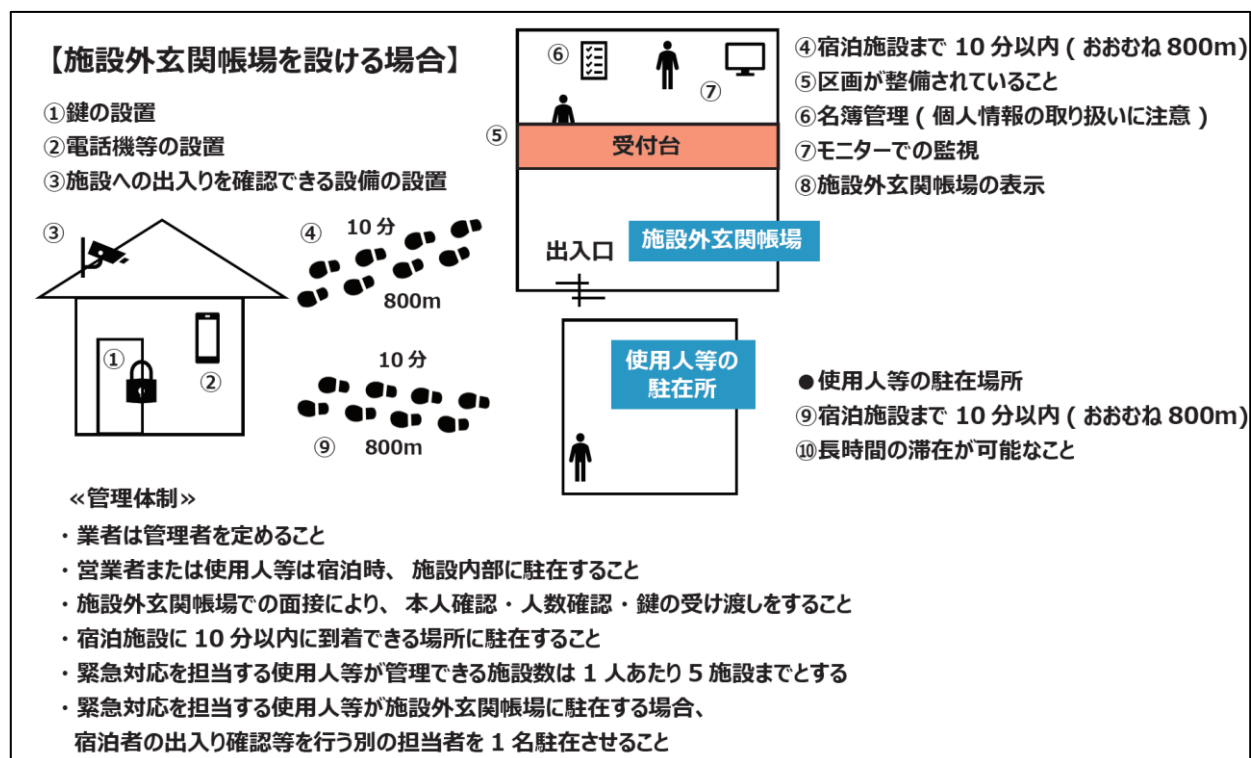 【施設外玄関帳場を設ける場合】
①鍵の設置
②電話機等の設置
③施設への出入りを確認できる設備の設置
③
①
②
④
10 分
800m
10 分
⑨
800m
⑥
⑦
⑤
受付台
施設外玄関帳場
出入口
使用人等の
駐在所
④宿泊施設まで 10 分以内 ( おおむね 800m)
⑤区画が整備されていること
⑥名簿管理 ( 個人情報の取り扱いに注意 )
⑦モニターでの監視
⑧施設外玄関帳場の表示
●使用人等の駐在場所
⑨宿泊施設まで 10 分以内 ( おおむね 800m)
⑩長時間の滞在が可能なこと
≪管理体制≫
・業者は管理者を定めること
・営業者または使用人等は宿泊時、 施設内部に駐在すること
・施設外玄関帳場での面接により、 本人確認・人数確認・鍵の受け渡しをすること
・宿泊施設に 10 分以内に到着できる場所に駐在すること
・緊急対応を担当する使用人等が管理できる施設数は 1 人あたり 5 施設までとする
・緊急対応を担当する使用人等が施設外玄関帳場に駐在する場合、
宿泊者の出入り確認等を行う別の担当者を 1 名駐在させること